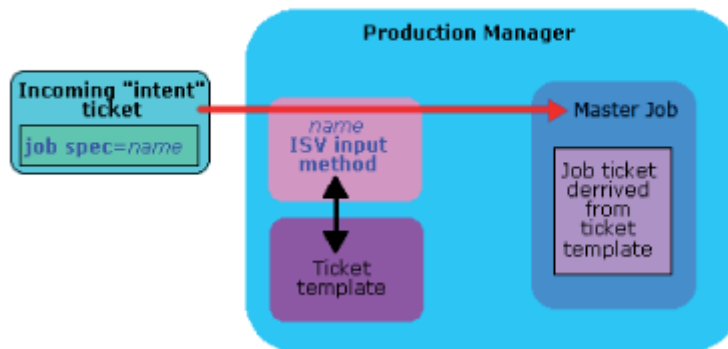 Production Manager
Incoming "intent"
ticket
job spec=name
name
ISV input
method
Ticket
template
Master Job
Job ticket
derrived
from
ticket
template